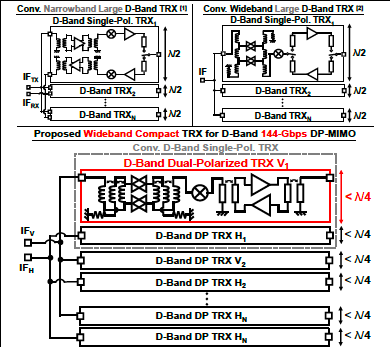 Conv. Narrowband Large D-Band TRX [1]
D-Band Single-Pol. TRX1
λ/2
IFTX
IFRX
D-Band TRX2
λ/2
D-Band TRXN
λ/2
Conv. Wideband Large D-Band TRX [2]
D-Band Single-Pol. TRX1
λ/2
IF
D-Band TRX2
λ/2
D-Band TRXN
λ/2
Proposed Wideband Compact TRX for D-Band 144-Gbps DP-MIMO
Conv. D-Band Single-Pol. TRX
D-Band Dual-Polarized TRX V1
< λ/4
IFV
IFH
D-Band DP TRX H1
< λ/4
D-Band DP TRX V2
< λ/4
D-Band DP TRX H2
< λ/4
D-Band DP TRX HN
< λ/4
D-Band DP TRX HN
< λ/4